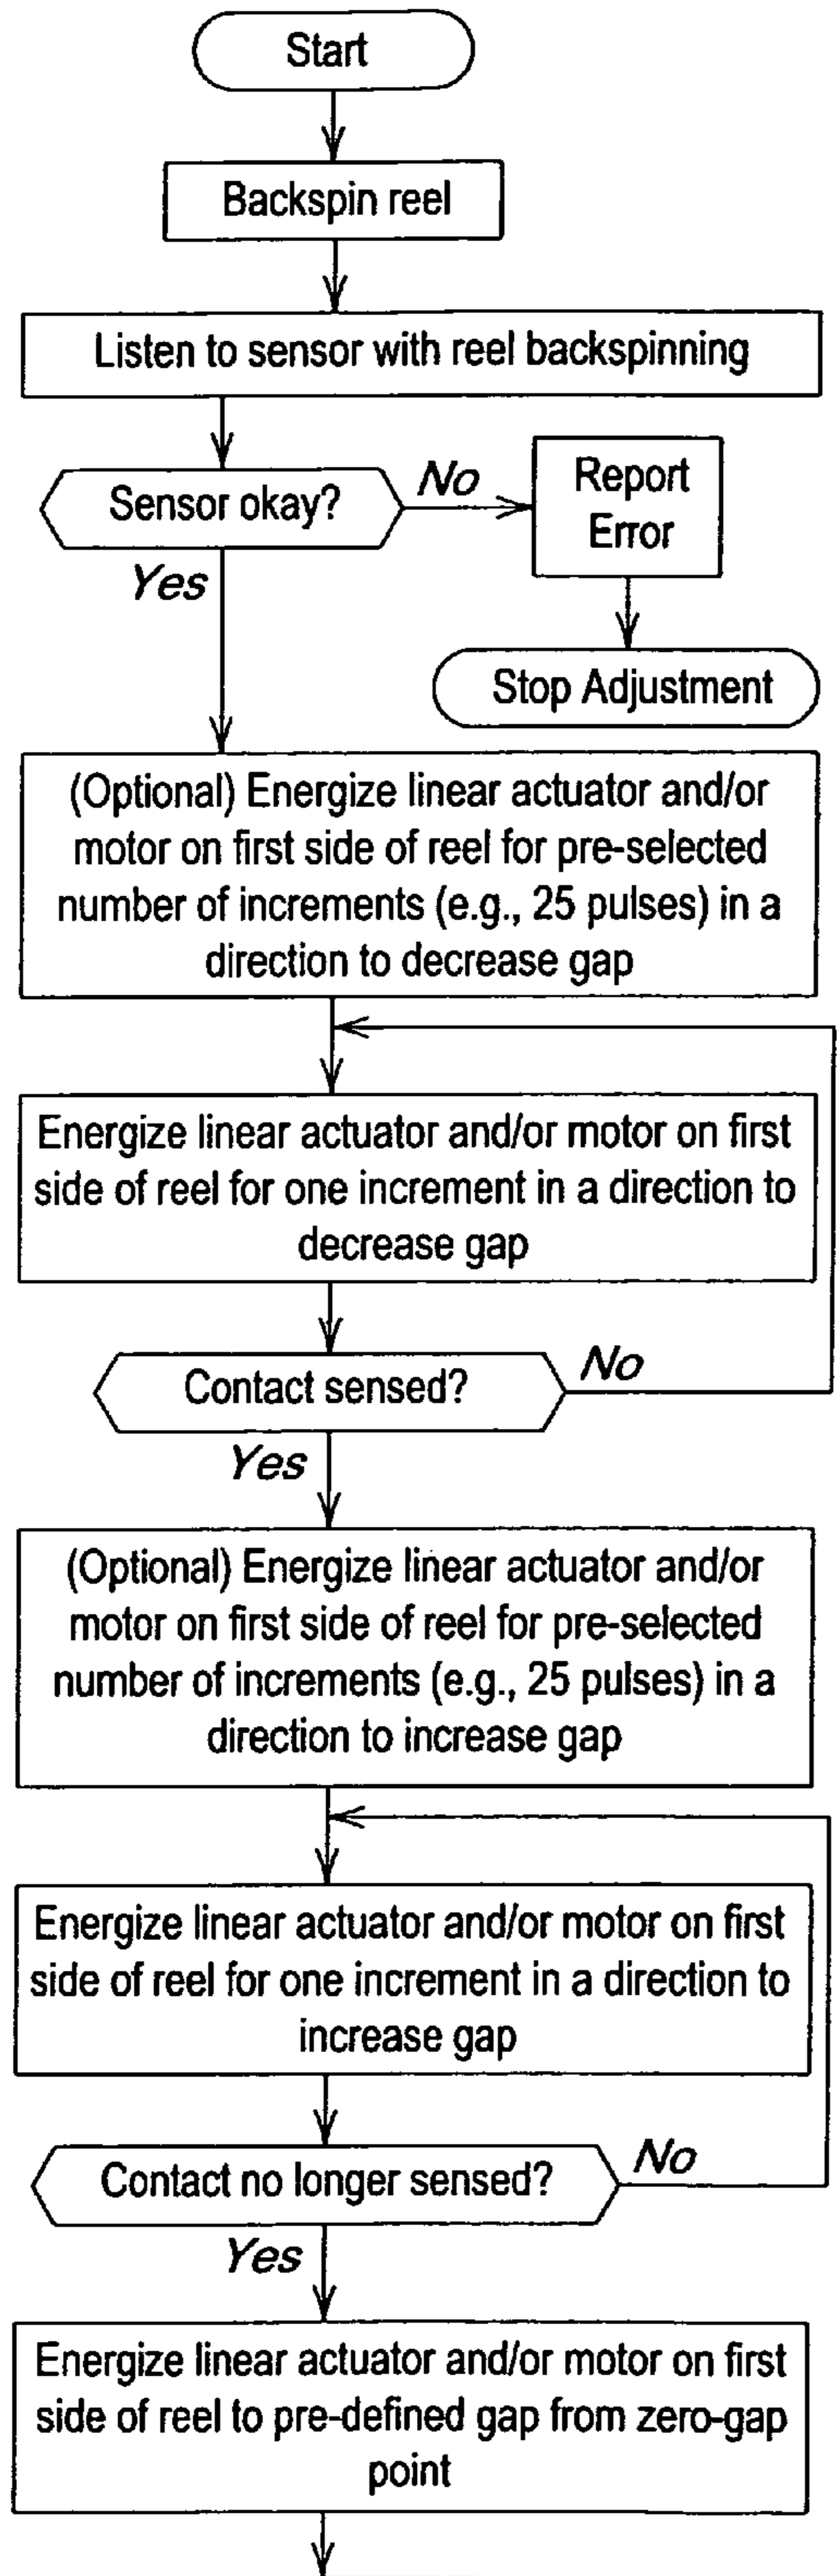 Start
Backspin reel
Listen to sensor with reel backspinning
Sensor okay?
No
Report
Error
Yes
Stop Adjustment
(Optional) Energize linear actuator and/or
motor on first side of reel for pre-selected
number of increments (e.g., 25 pulses) in a
direction to decrease gap
Energize linear actuator and/or motor on first
side of reel for one increment in a direction to
decrease gap
Contact sensed?
No
Yes
(Optional) Energize linear actuator and/or
motor on first side of reel for pre-selected
number of increments (e.g., 25 pulses) in a
direction to increase gap
Energize linear actuator and/or motor on first
side of reel for one increment in a direction to
increase gap
Contact no longer sensed?
No
Yes
Energize linear actuator and/or motor on first
side of reel to pre-defined gap from zero-gap
point